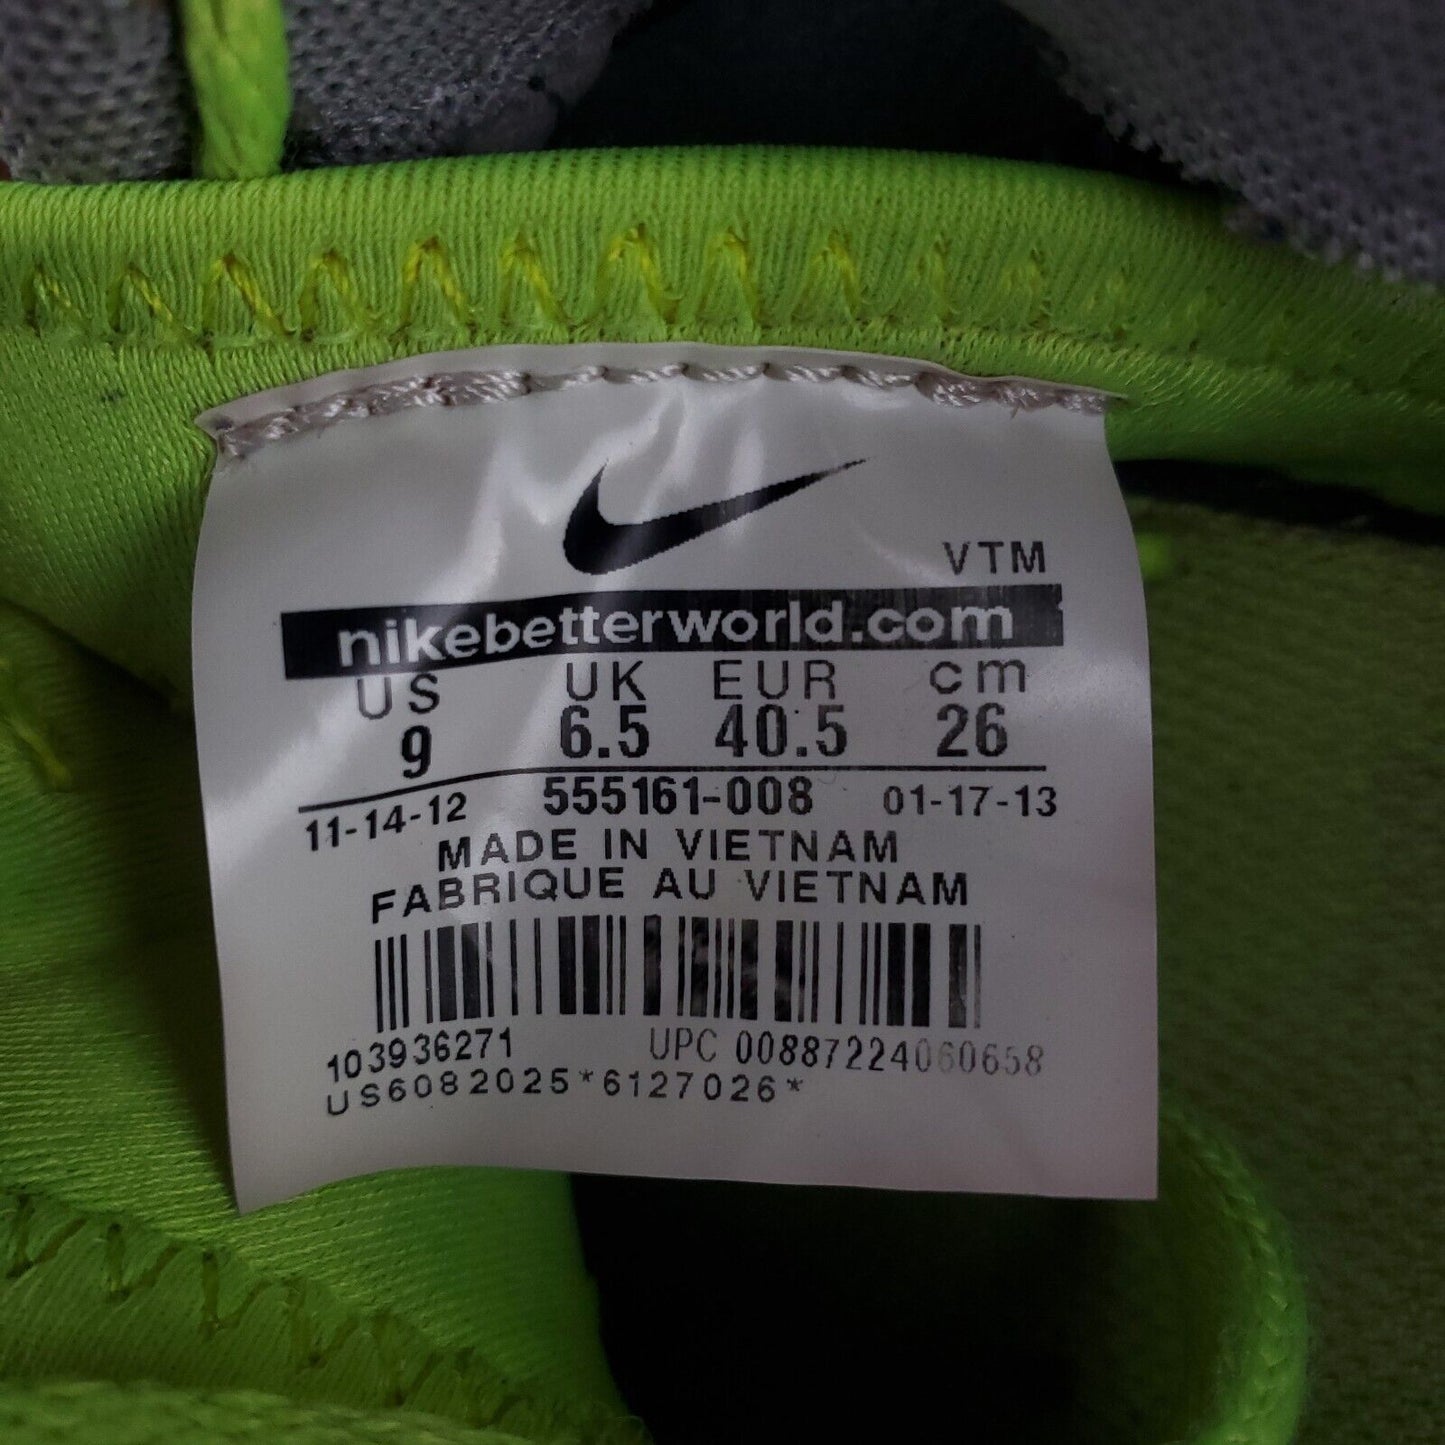 VTM
nikebetterworld.com
US UK EUR cm
9 6.5 40.5 26
11-14-12 555161-008 01-17-13
MADE IN VIETNAM
FABRIQUE AU VIETNAM
103936271 UPC 00887224060658
US6082025*6127026*